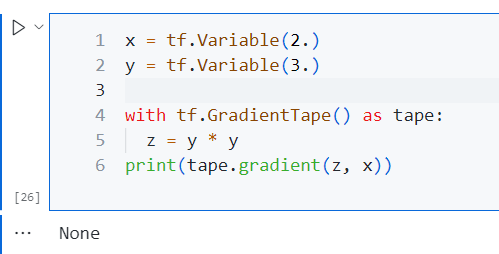 1 x = tf.Variable(2.)
2 y = tf.Variable(3.)
3
4 with tf.GradientTape() as tape:
5   z = y * y
6 print(tape.gradient(z, x))
[26]
··· None